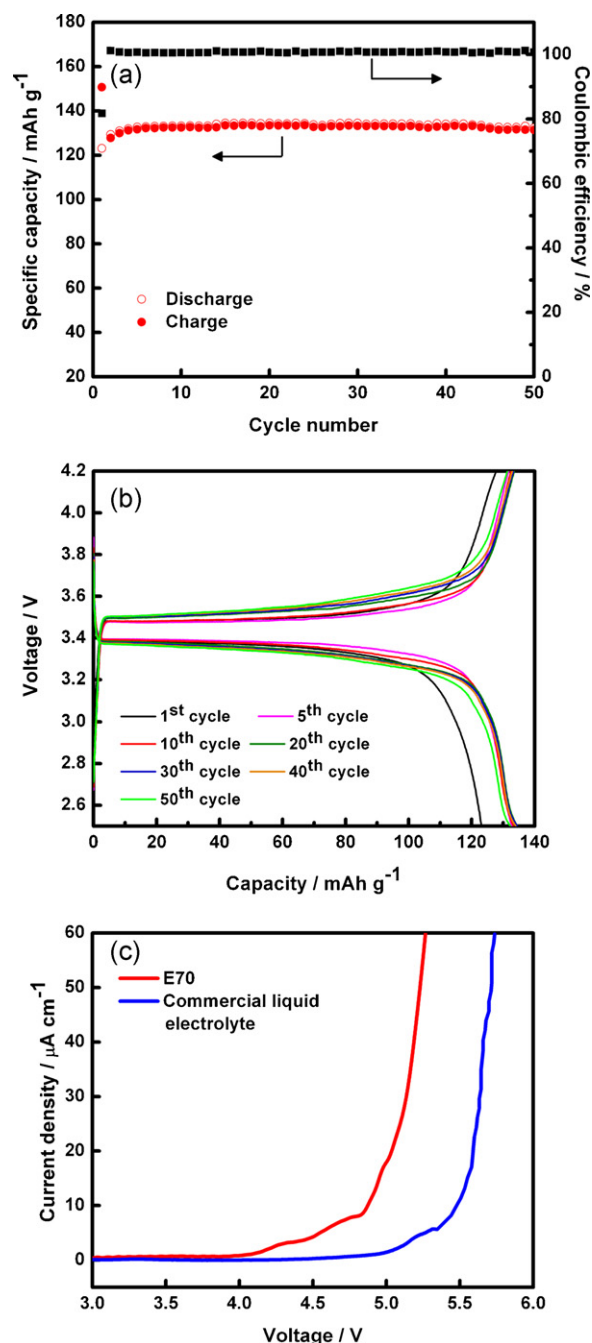 (a)
180
160
140
120
100
80
60
40
20
Specific capacity / mAh g⁻¹
100
80
60
40
20
0
Coulombic efficiency / %
Discharge
Charge
0 10 20 30 40 50
Cycle number
(b)
4.2
4.0
3.8
3.6
3.4
3.2
3.0
2.8
2.6
Voltage / V
1ˢᵗ cycle 5ᵗʰ cycle
10ᵗʰ cycle 20ᵗʰ cycle
30ᵗʰ cycle 40ᵗʰ cycle
50ᵗʰ cycle
0 20 40 60 80 100 120 140
Capacity / mAh g⁻¹
(c)
60
50
40
30
20
10
0
Current density / μA cm⁻¹
E70
Commercial liquid
electrolyte
3.0 3.5 4.0 4.5 5.0 5.5 6.0
Voltage / V